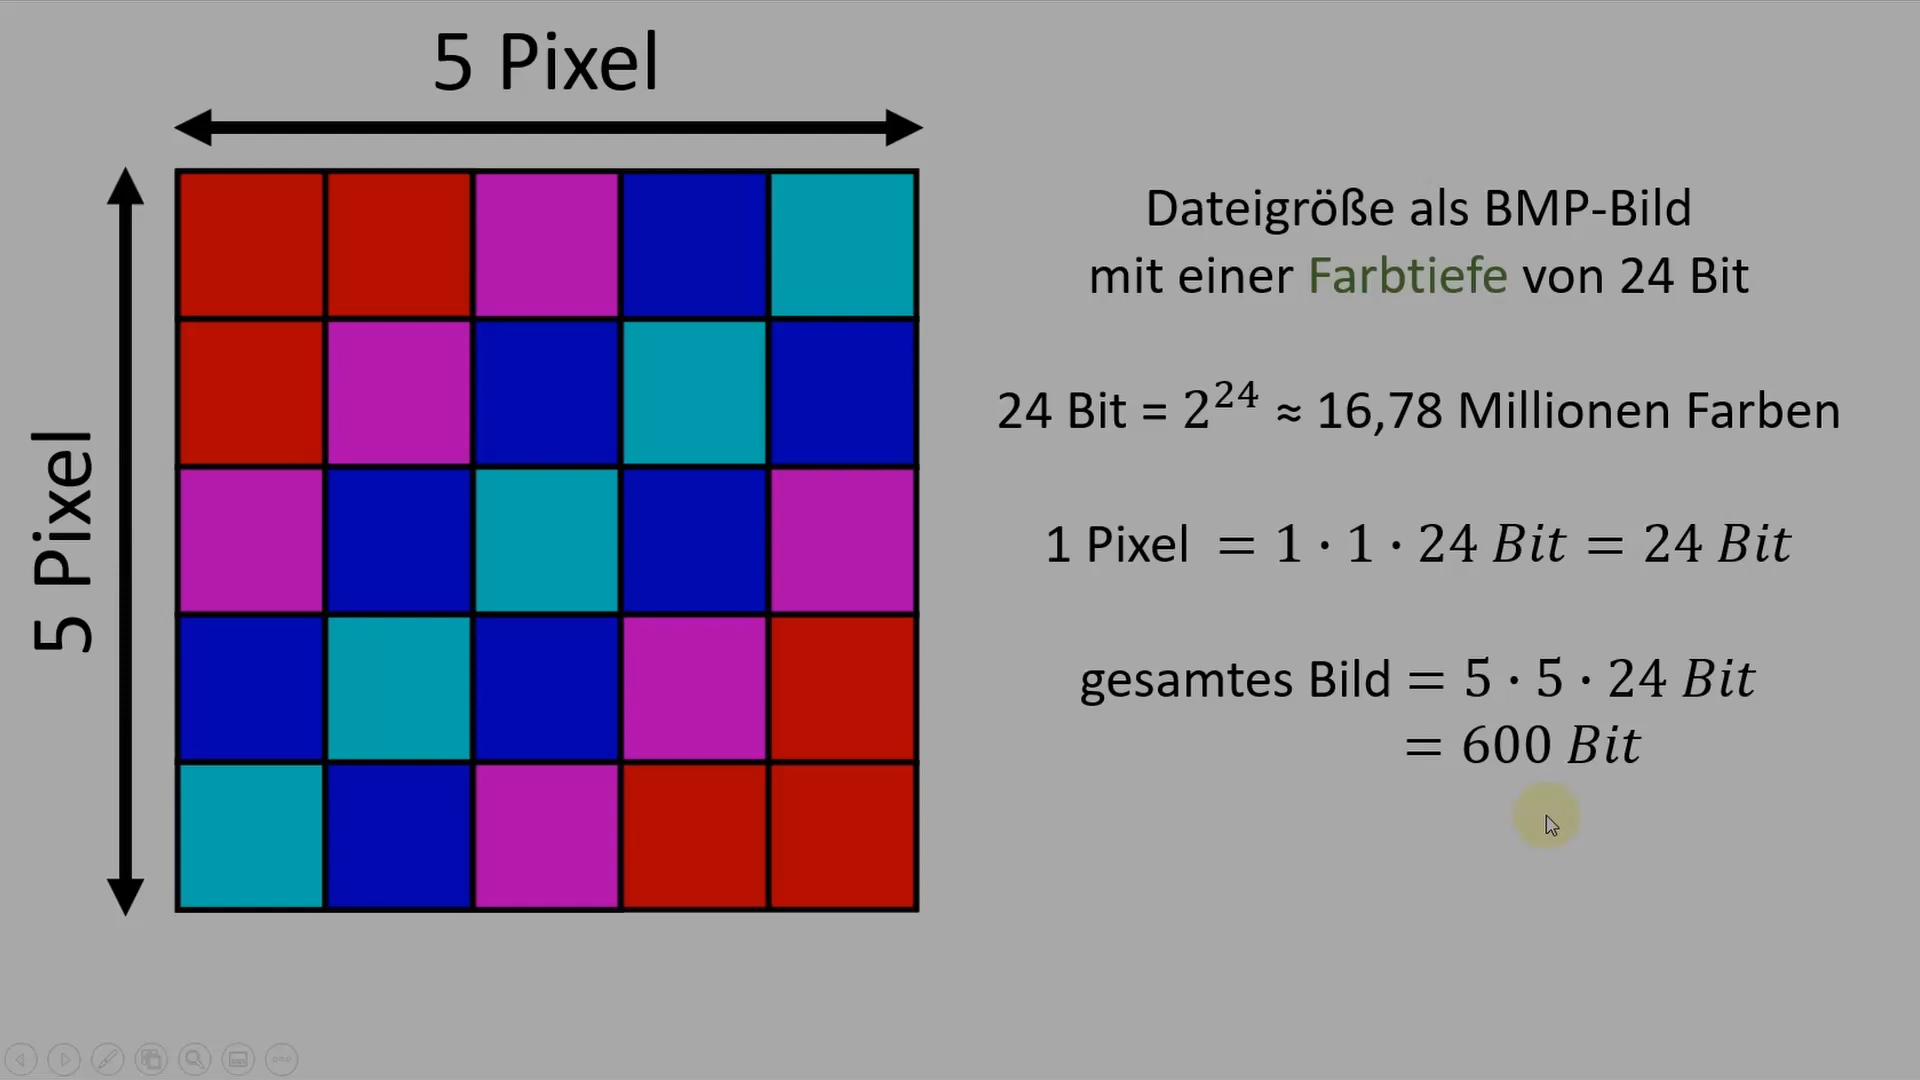 5 Pixel
5 Pixel
Dateigröße als BMP-Bild
mit einer Farbtiefe von 24 Bit
24 Bit = 2^24 ≈ 16,78 Millionen Farben
1 Pixel = 1 · 1 · 24 Bit = 24 Bit
gesamtes Bild = 5 · 5 · 24 Bit
= 600 Bit